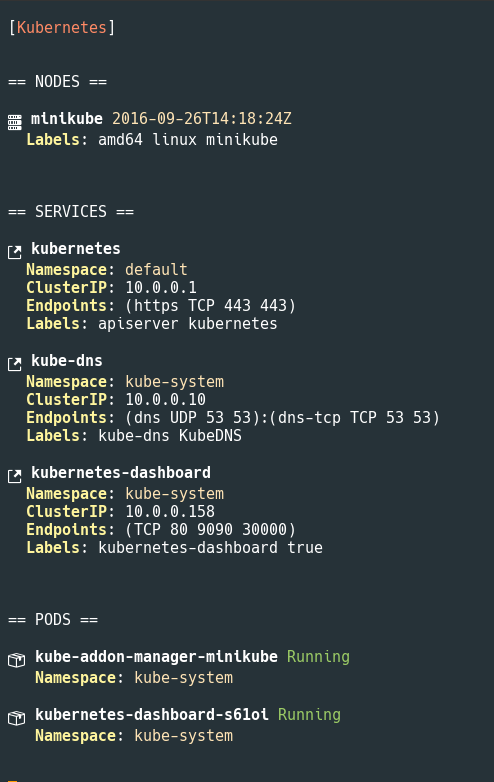 [Kubernetes]
== NODES ==
minikube 2016-09-26T14:18:24Z
Labels: amd64 linux minikube
== SERVICES ==
kubernetes
Namespace: default
ClusterIP: 10.0.0.1
Endpoints: (https TCP 443 443)
Labels: apiserver kubernetes
kube-dns
Namespace: kube-system
ClusterIP: 10.0.0.10
Endpoints: (dns UDP 53 53):(dns-tcp TCP 53 53)
Labels: kube-dns KubeDNS
kubernetes-dashboard
Namespace: kube-system
ClusterIP: 10.0.0.158
Endpoints: (TCP 80 9090 30000)
Labels: kubernetes-dashboard true
== PODS ==
kube-addon-manager-minikube Running
Namespace: kube-system
kubernetes-dashboard-s61ol Running
Namespace: kube-system